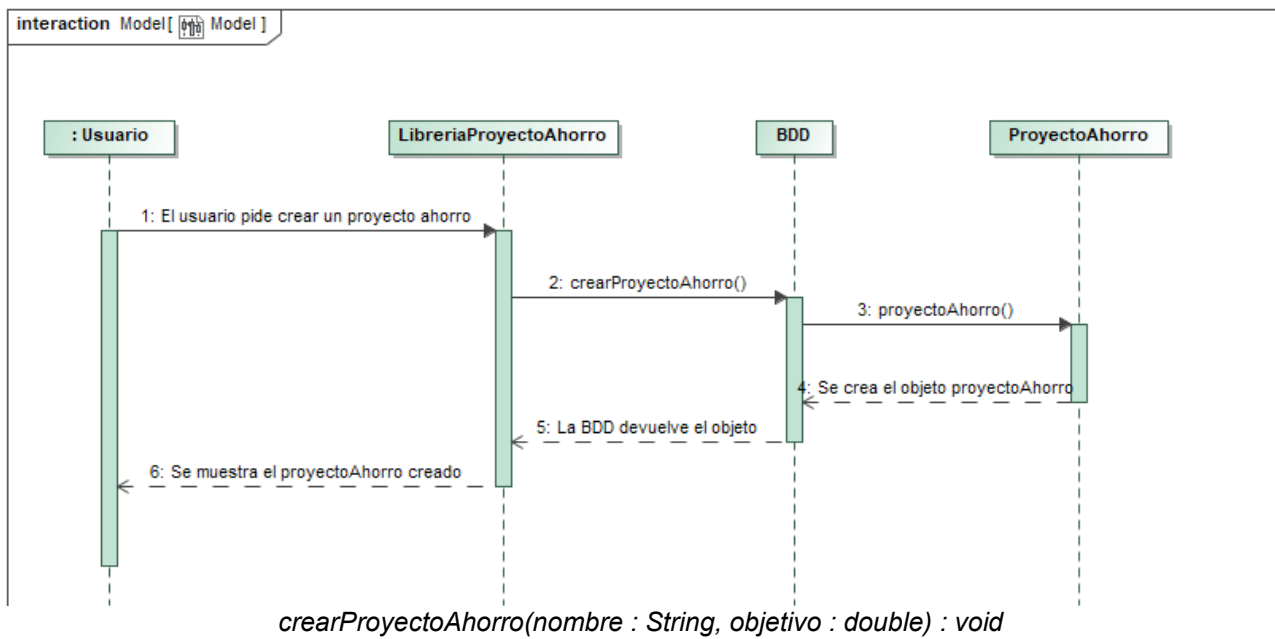 interaction Model[ Model ]
: Usuario
LibreriaProyectoAhorro
BDD
ProyectoAhorro
1: El usuario pide crear un proyecto ahorro
2: crearProyectoAhorro()
3: proyectoAhorro()
4: Se crea el objeto proyectoAhorro
5: La BDD devuelve el objeto
6: Se muestra el proyectoAhorro creado
crearProyectoAhorro(nombre : String, objetivo : double) : void